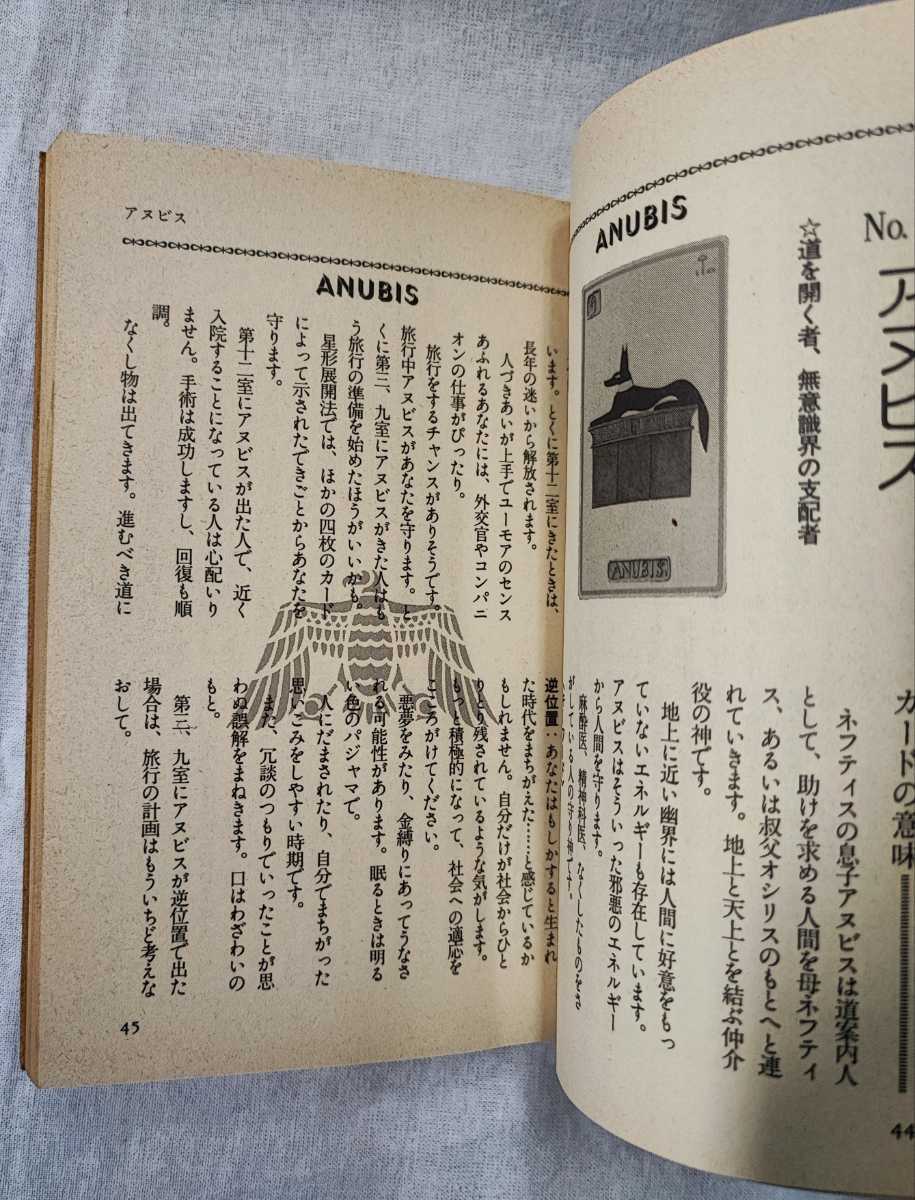 No.
アヌビス
☆道を開く者、無意識界の支配者
ANUBIS
ANUBIS
カードの意味
ネフティスの息子アヌビスは道案内人
として、助けを求める人間を母ネフティ
ス、あるいは叔父オシリスのもとへと連
れていきます。地上と天上とを結ぶ仲介
役の神です。
地上に近い幽界には人間に好意をもっ
ていないエネルギーも存在しています。
アヌビスはそういった邪悪のエネルギー
から人間を守ります。
麻酔医、精神科医、なくしたものをさ
がしている人の守り神です。
44
アヌビス
ANUBIS
います。とくに第十二室にきたときは、
長年の迷いから解放されます。
人づきあいが上手でユーモアのセンス
あふれるあなたには、外交官やコンパニ
オンの仕事がぴったり。
旅行をするチャンスがありそうです。
旅行中アヌビスがあなたを守ります。と
くに第三、九室にアヌビスがきた人はも
う旅行の準備を始めたほうがいいかも。
星形展開法では、ほかの四枚のカード
によって示されたできごとからあなたを
守ります。
第十二室にアヌビスが出た人で、近く
入院することになっている人は心配いり
ません。手術は成功しますし、回復も順
調。
なくし物は出てきます。進むべき道に
逆位置：あなたはもしかすると生まれ
た時代をまちがえた……と感じているか
もしれません。自分だけが社会からひと
りとり残されているような気がします。
もっと積極的になって、社会への適応を
こころがけてください。
悪夢をみたり、金縛りにあってうなさ
れる可能性があります。眠るときは明る
い色のパジャマで。
人にだまされたり、自分でまちがった
思いこみをしやすい時期です。
また、冗談のつもりでいったことが思
わぬ誤解をまねきます。口はわざわいの
もと。
第三、九室にアヌビスが逆位置で出た
場合は、旅行の計画はもういちど考えな
おして。
45